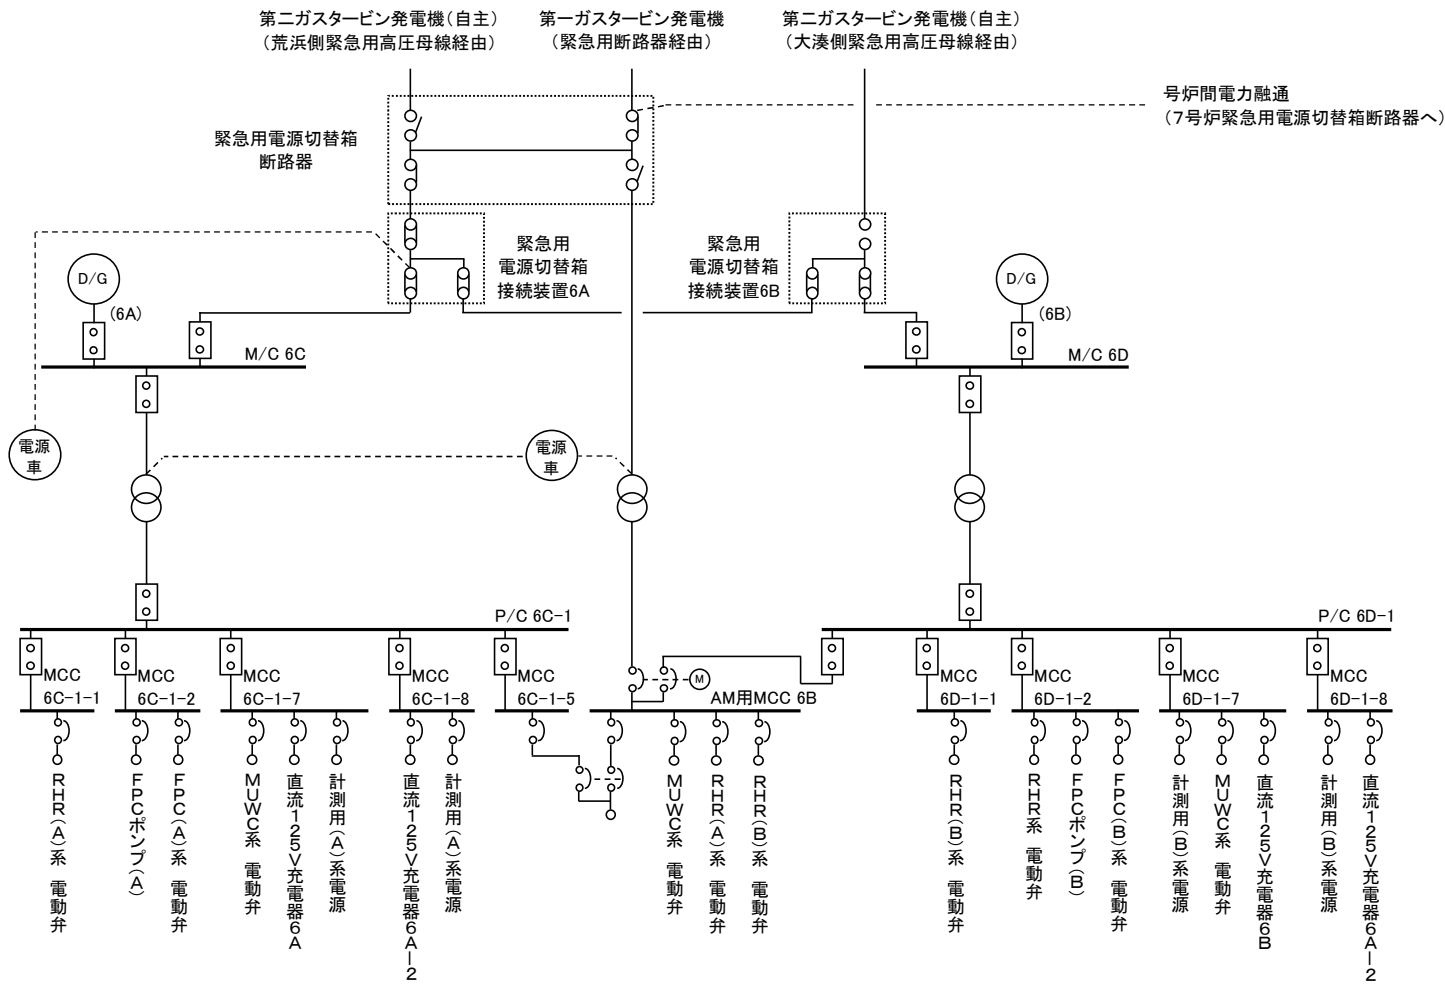 第二ガスタービン発電機(自主)
(荒浜側緊急用高圧母線経由)
第一ガスタービン発電機
(緊急用断路器経由)
第二ガスタービン発電機(自主)
(大湊側緊急用高圧母線経由)
号炉間電力融通
(7号炉緊急用電源切替箱断路器へ)
緊急用電源切替箱
断路器
緊急用
電源切替箱
接続装置6A
緊急用
電源切替箱
接続装置6B
D/G
(6A)
D/G
(6B)
M/C 6C
M/C 6D
電源
車
電源
車
P/C 6C-1
P/C 6D-1
MCC
6C-1-1
MCC
6C-1-2
MCC
6C-1-7
MCC
6C-1-8
MCC
6C-1-5
M
AM用MCC 6B
MCC
6D-1-1
MCC
6D-1-2
MCC
6D-1-7
MCC
6D-1-8
RHR(A)系 電動弁
FPCポンプ(A)
FPC(A)系 電動弁
MUWC系 電動弁
直流125V充電器6A
計測用(A)系電源
直流125V充電器6A-2
計測用(A)系電源
MUWC系 電動弁
RHR(A)系 電動弁
RHR(B)系 電動弁
RHR(B)系 電動弁
RHR系 電動弁
FPCポンプ(B)
FPC(B)系 電動弁
計測用(B)系電源
MUWC系 電動弁
直流125V充電器6B
計測用(B)系電源
直流125V充電器6A-2